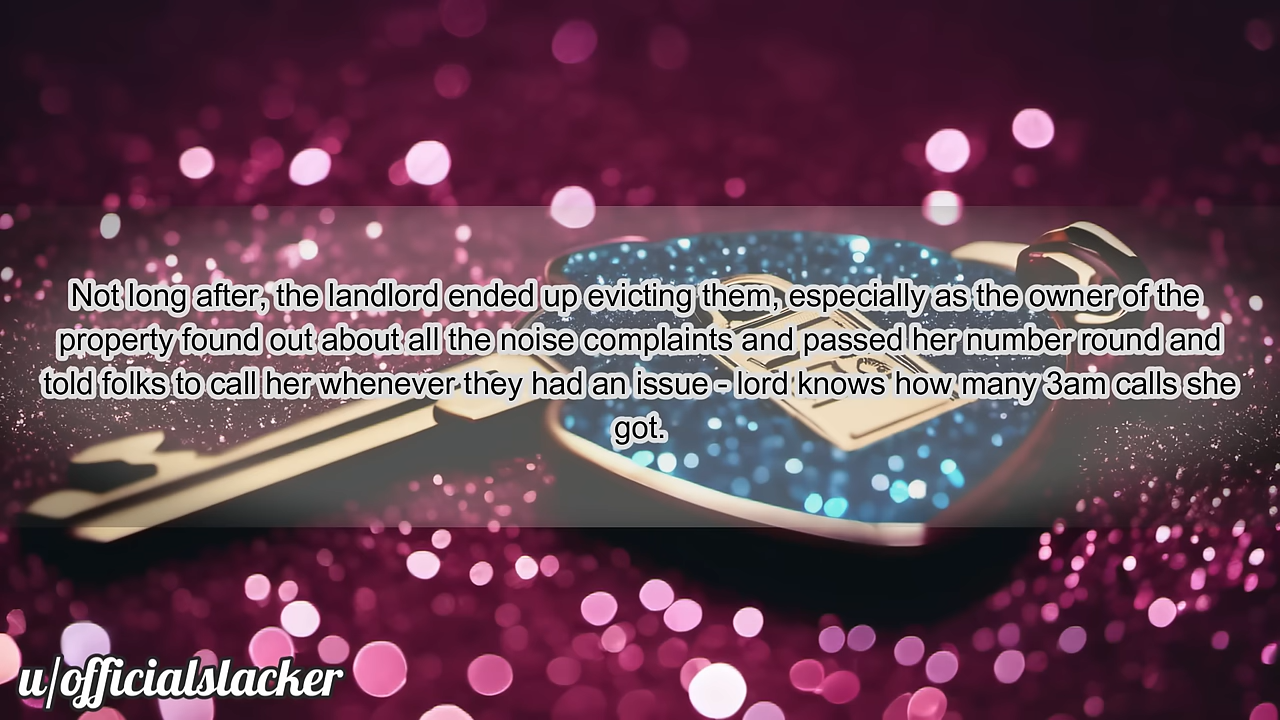 Not long after, the landlord ended up evicting them, especially as the owner of the
property found out about all the noise complaints and passed her number round and
told folks to call her whenever they had an issue - lord knows how many 3am calls she
got.
u/officialslacker